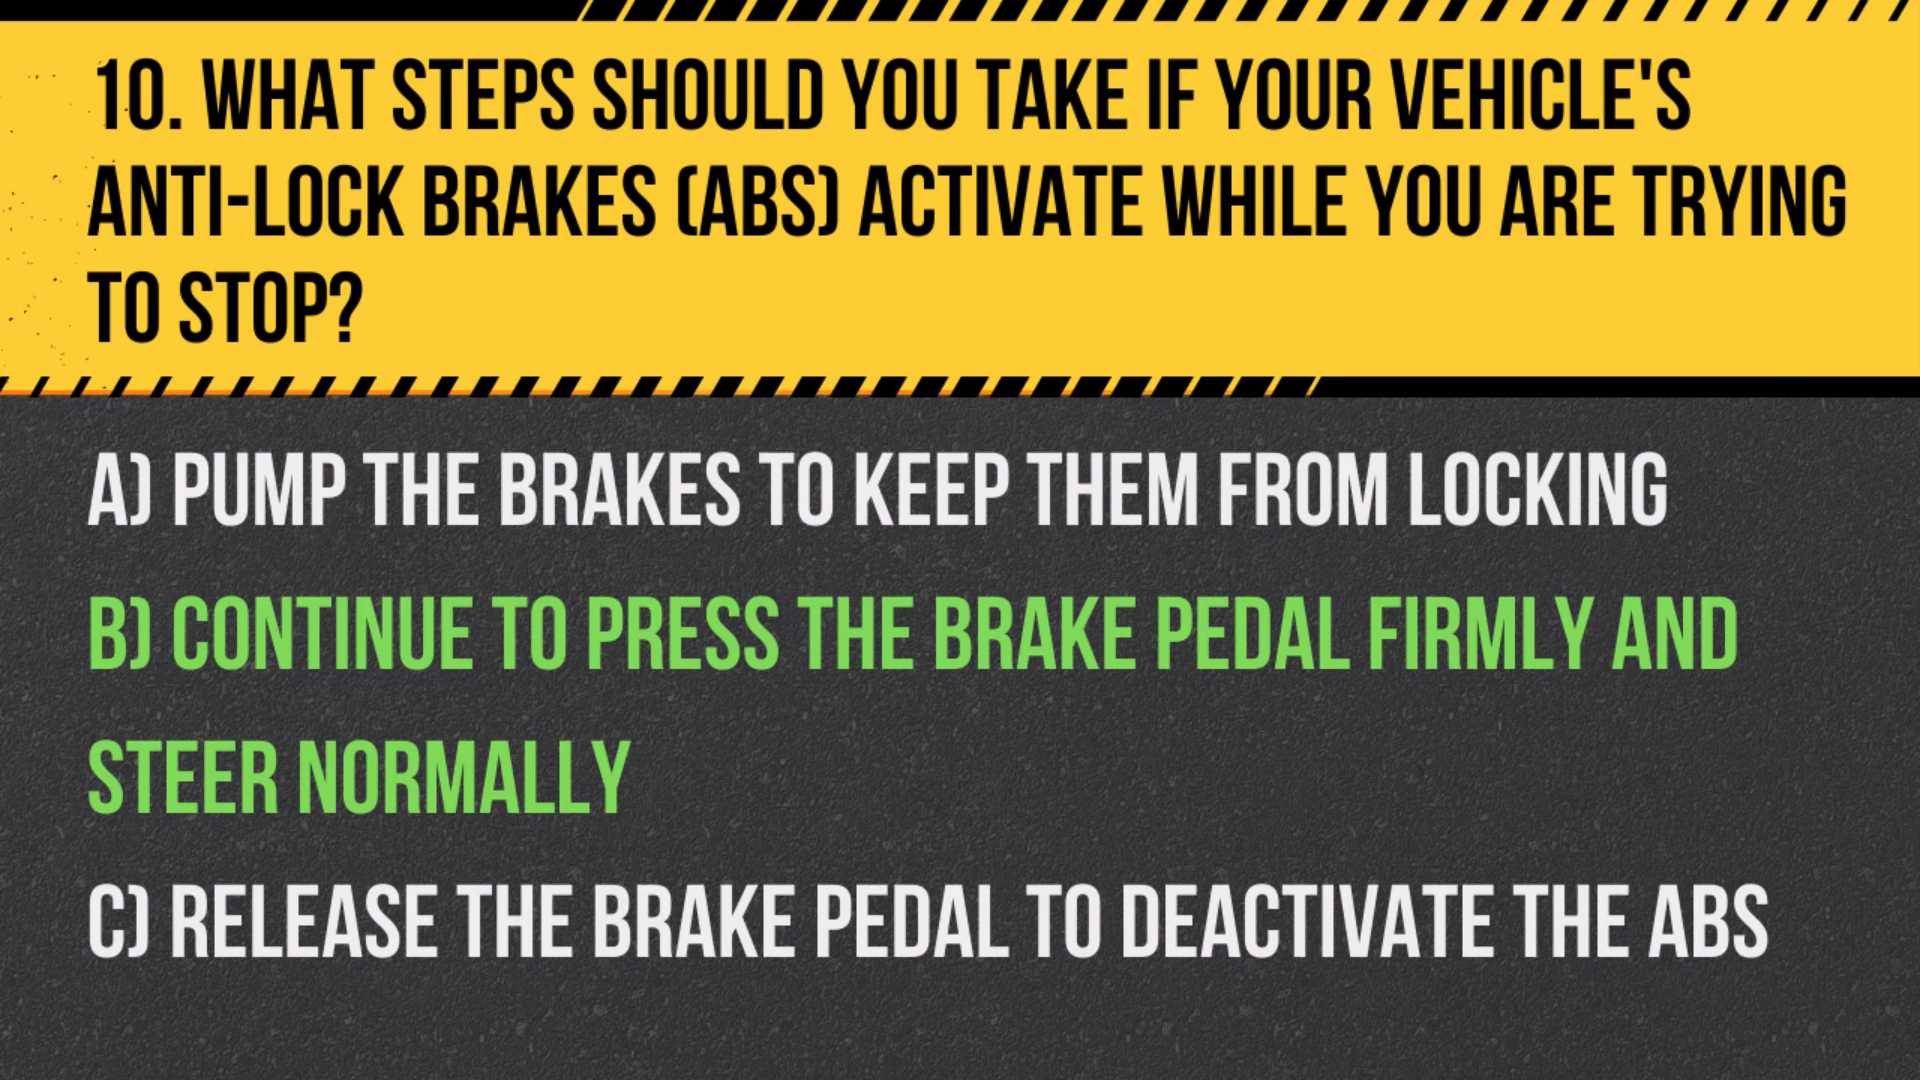 10. WHAT STEPS SHOULD YOU TAKE IF YOUR VEHICLE'S
ANTI-LOCK BRAKES (ABS) ACTIVATE WHILE YOU ARE TRYING
TO STOP?
A) PUMP THE BRAKES TO KEEP THEM FROM LOCKING
B) CONTINUE TO PRESS THE BRAKE PEDAL FIRMLY AND
STEER NORMALLY
C) RELEASE THE BRAKE PEDAL TO DEACTIVATE THE ABS